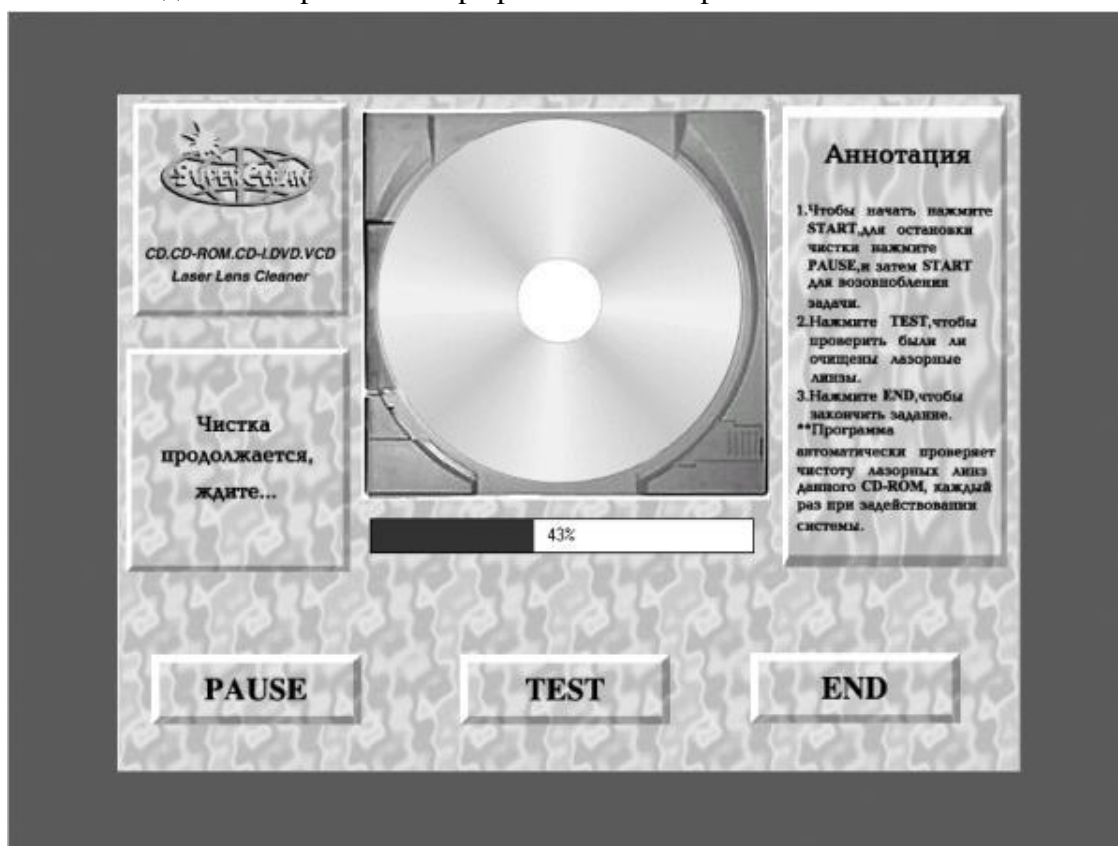 SUPER CLEAN
CD.CD-ROM.CD-I.DVD.VCD
Laser Lens Cleaner
Чистка
продолжается,
ждите...
43%
Аннотация
1.Чтобы начать нажмите
START,для остановки
чистки нажмите
PAUSE,и затем START
для возовнобления
задачи.
2.Нажмите TEST,чтобы
проверить были ли
очищены лазорные
линзы.
3.Нажмите END,чтобы
закончить задание.
**Программа
автоматически проверяет
чистоту лазорных линз
данного CD-ROM, каждый
раз при задействовании
системы.
PAUSE
TEST
END